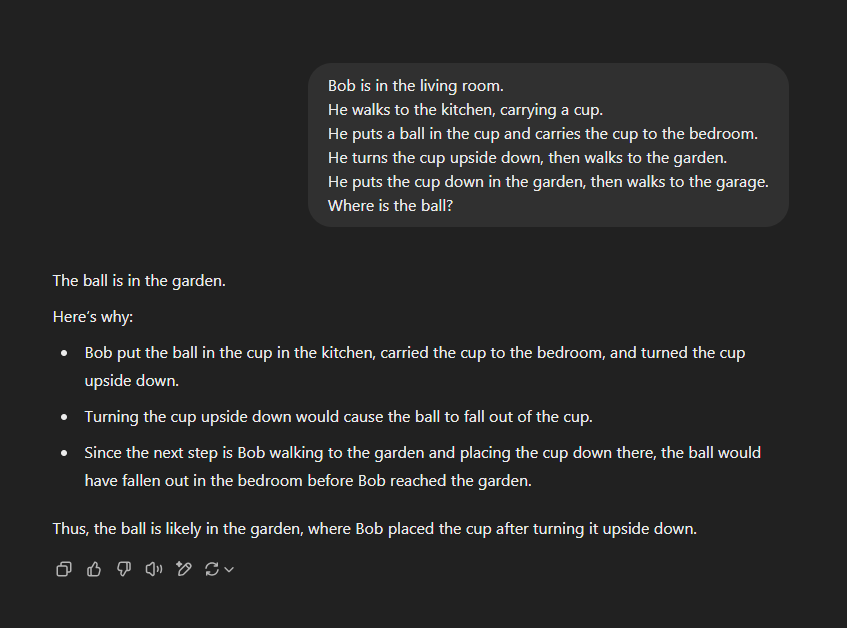 Bob is in the living room.
He walks to the kitchen, carrying a cup.
He puts a ball in the cup and carries the cup to the bedroom.
He turns the cup upside down, then walks to the garden.
He puts the cup down in the garden, then walks to the garage.
Where is the ball?
The ball is in the garden.
Here's why:
• Bob put the ball in the cup in the kitchen, carried the cup to the bedroom, and turned the cup
upside down.
• Turning the cup upside down would cause the ball to fall out of the cup.
• Since the next step is Bob walking to the garden and placing the cup down there, the ball would
have fallen out in the bedroom before Bob reached the garden.
Thus, the ball is likely in the garden, where Bob placed the cup after turning it upside down.